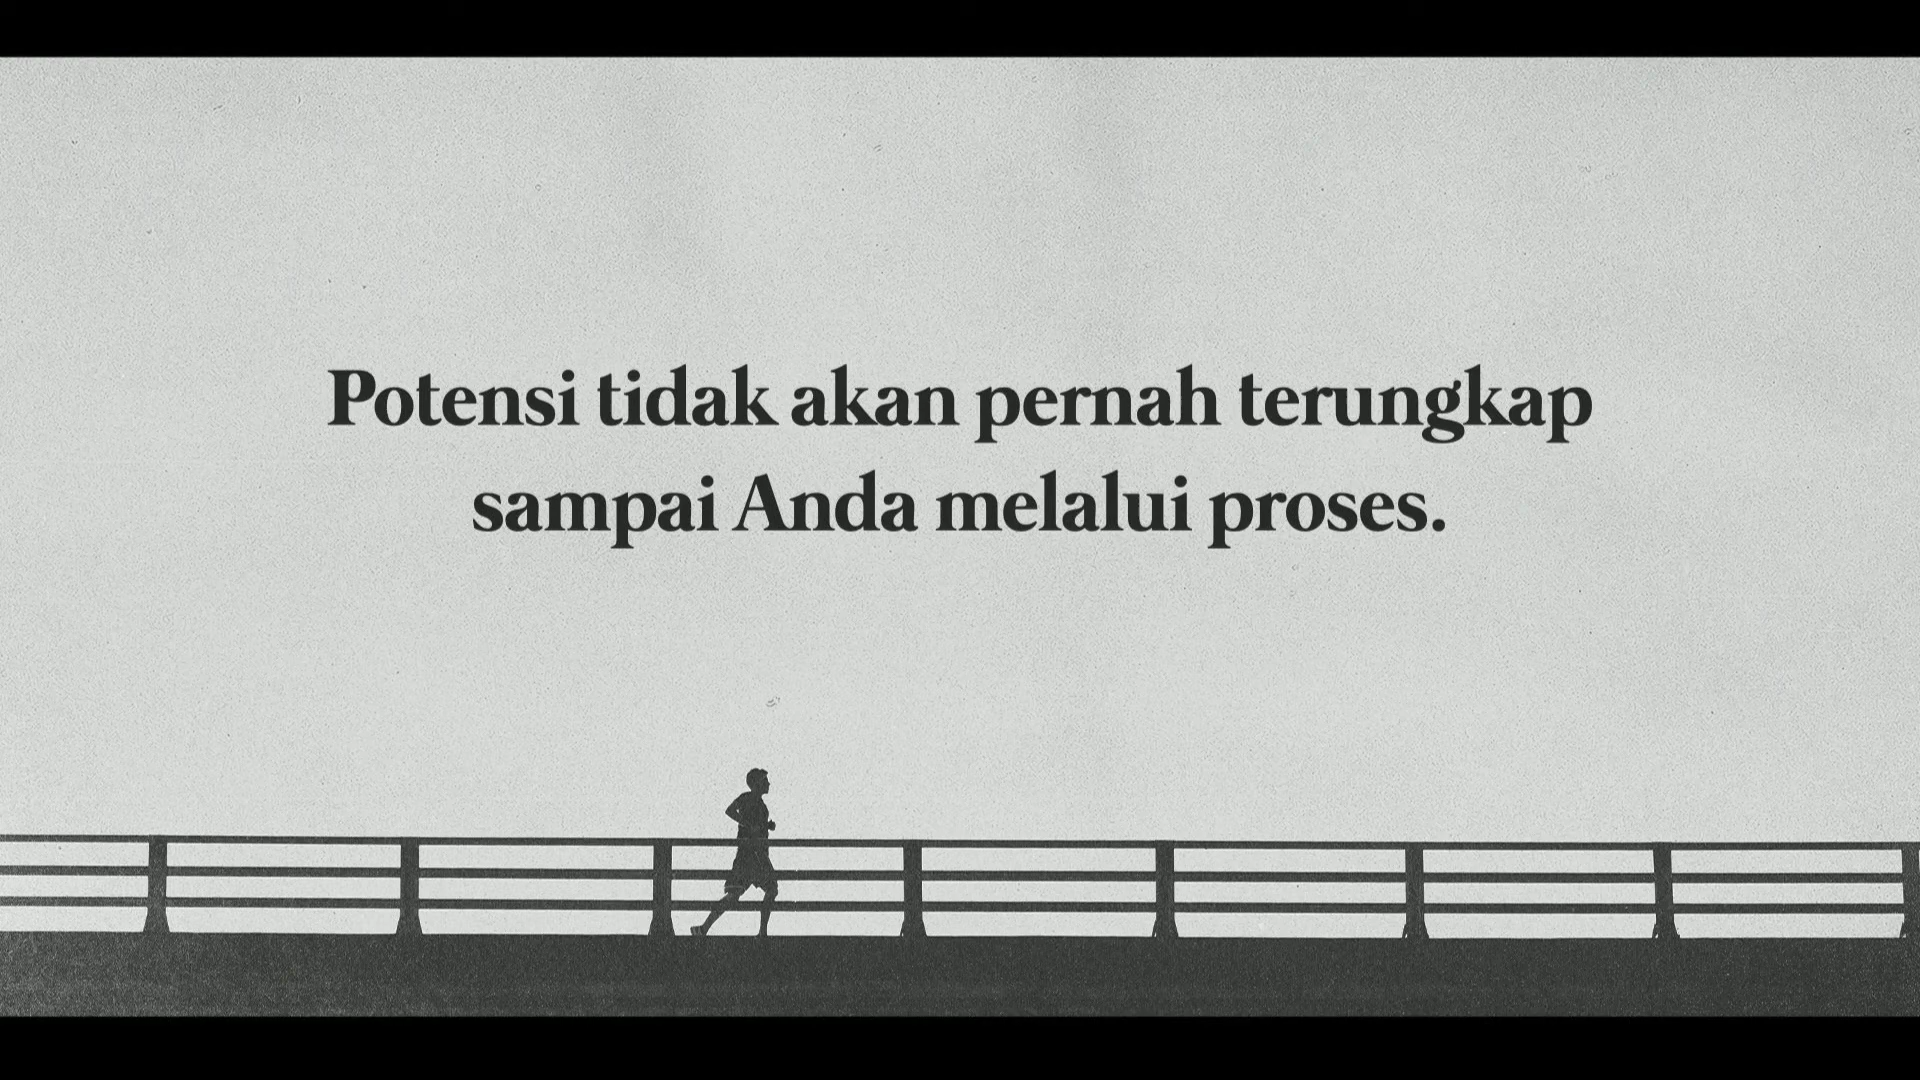 Potensi tidak akan pernah terungkap
sampai Anda melalui proses.